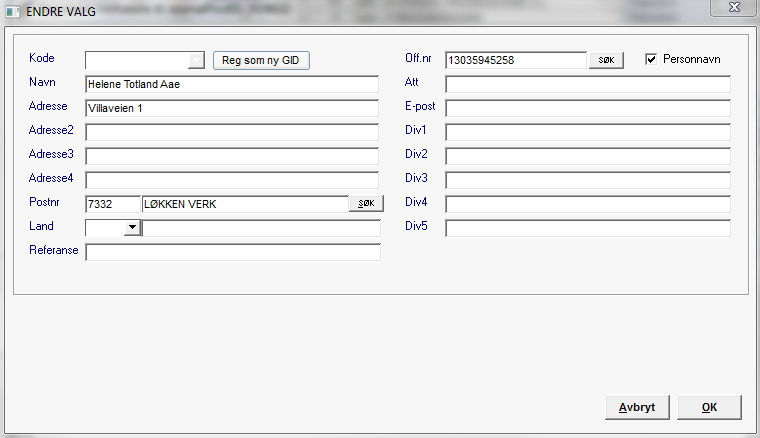 ENDRE VALG
Kode Reg som ny GID Off.nr 13035945258 SØK Personnavn
Navn Helene Totland Aae Att
Adresse Villaveien 1 E-post
Adresse2 Div1
Adresse3 Div2
Adresse4 Div3
Postnr 7332 LØKKEN VERK SØK Div4
Land Div5
Referanse
Avbryt OK